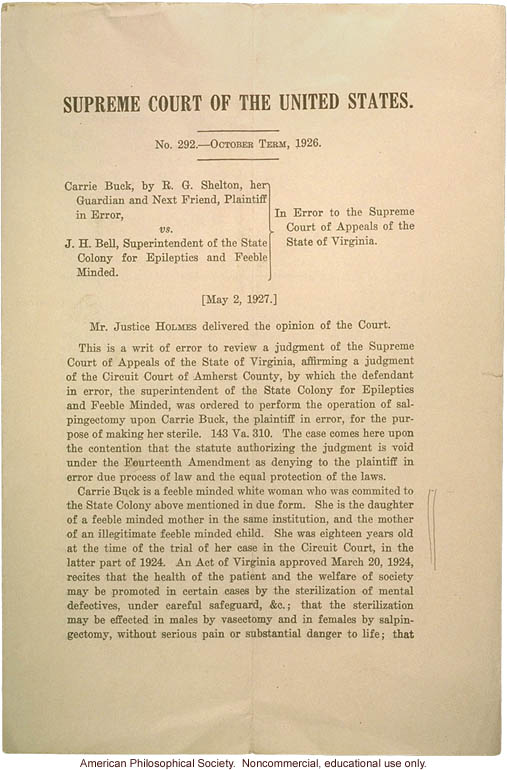 SUPREME COURT OF THE UNITED STATES.
No. 292.—OCTOBER TERM, 1926.
Carrie Buck, by R. G. Shelton, her
Guardian and Next Friend, Plaintiff
in Error,
vs.
J. H. Bell, Superintendent of the State
Colony for Epileptics and Feeble
Minded.
In Error to the Supreme
Court of Appeals of the
State of Virginia.
[May 2, 1927.]
Mr. Justice HOLMES delivered the opinion of the Court.
This is a writ of error to review a judgment of the Supreme
Court of Appeals of the State of Virginia, affirming a judgment
of the Circuit Court of Amherst County, by which the defendant
in error, the superintendent of the State Colony for Epileptics
and Feeble Minded, was ordered to perform the operation of sal-
pingectomy upon Carrie Buck, the plaintiff in error, for the pur-
pose of making her sterile. 143 Va. 310. The case comes here upon
the contention that the statute authorizing the judgment is void
under the Fourteenth Amendment as denying to the plaintiff in
error due process of law and the equal protection of the laws.
Carrie Buck is a feeble minded white woman who was commited to
the State Colony above mentioned in due form. She is the daughter
of a feeble minded mother in the same institution, and the mother
of an illegitimate feeble minded child. She was eighteen years old
at the time of the trial of her case in the Circuit Court, in the
latter part of 1924. An Act of Virginia approved March 20, 1924,
recites that the health of the patient and the welfare of society
may be promoted in certain cases by the sterilization of mental
defectives, under careful safeguard, &c.; that the sterilization
may be effected in males by vasectomy and in females by salpin-
gectomy, without serious pain or substantial danger to life; that
American Philosophical Society. Noncommercial, educational use only.